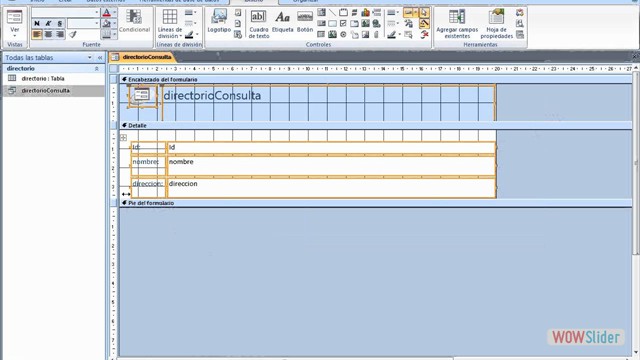 Diseño
Organizar
Vistas
Fuente
Condicional
Líneas de división
Líneas de división
Logotipo
Cuadro de texto
Etiqueta
Botón
Controles
Agregar campos existentes
Hoja de propiedades
Herramientas
Todas las tablas
directorio
directorio : Tabla
directorioConsulta
directorioConsulta
Encabezado del formulario
directorioConsulta
Detalle
Id: Id
nombre: nombre
direccion: direccion
Pie del formulario
WOWSlider